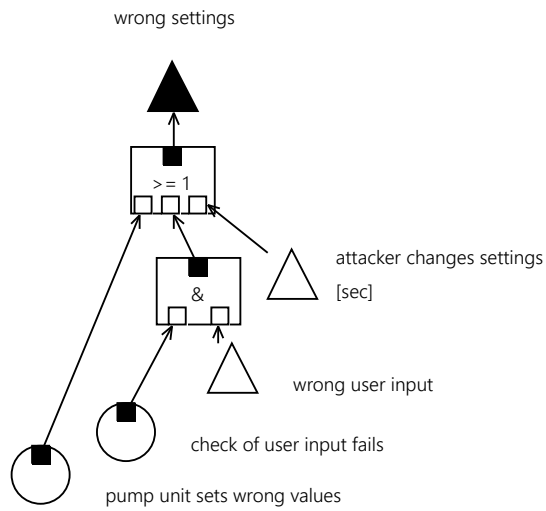 wrong settings
>= 1
attacker changes settings
[sec]
&
wrong user input
check of user input fails
pump unit sets wrong values